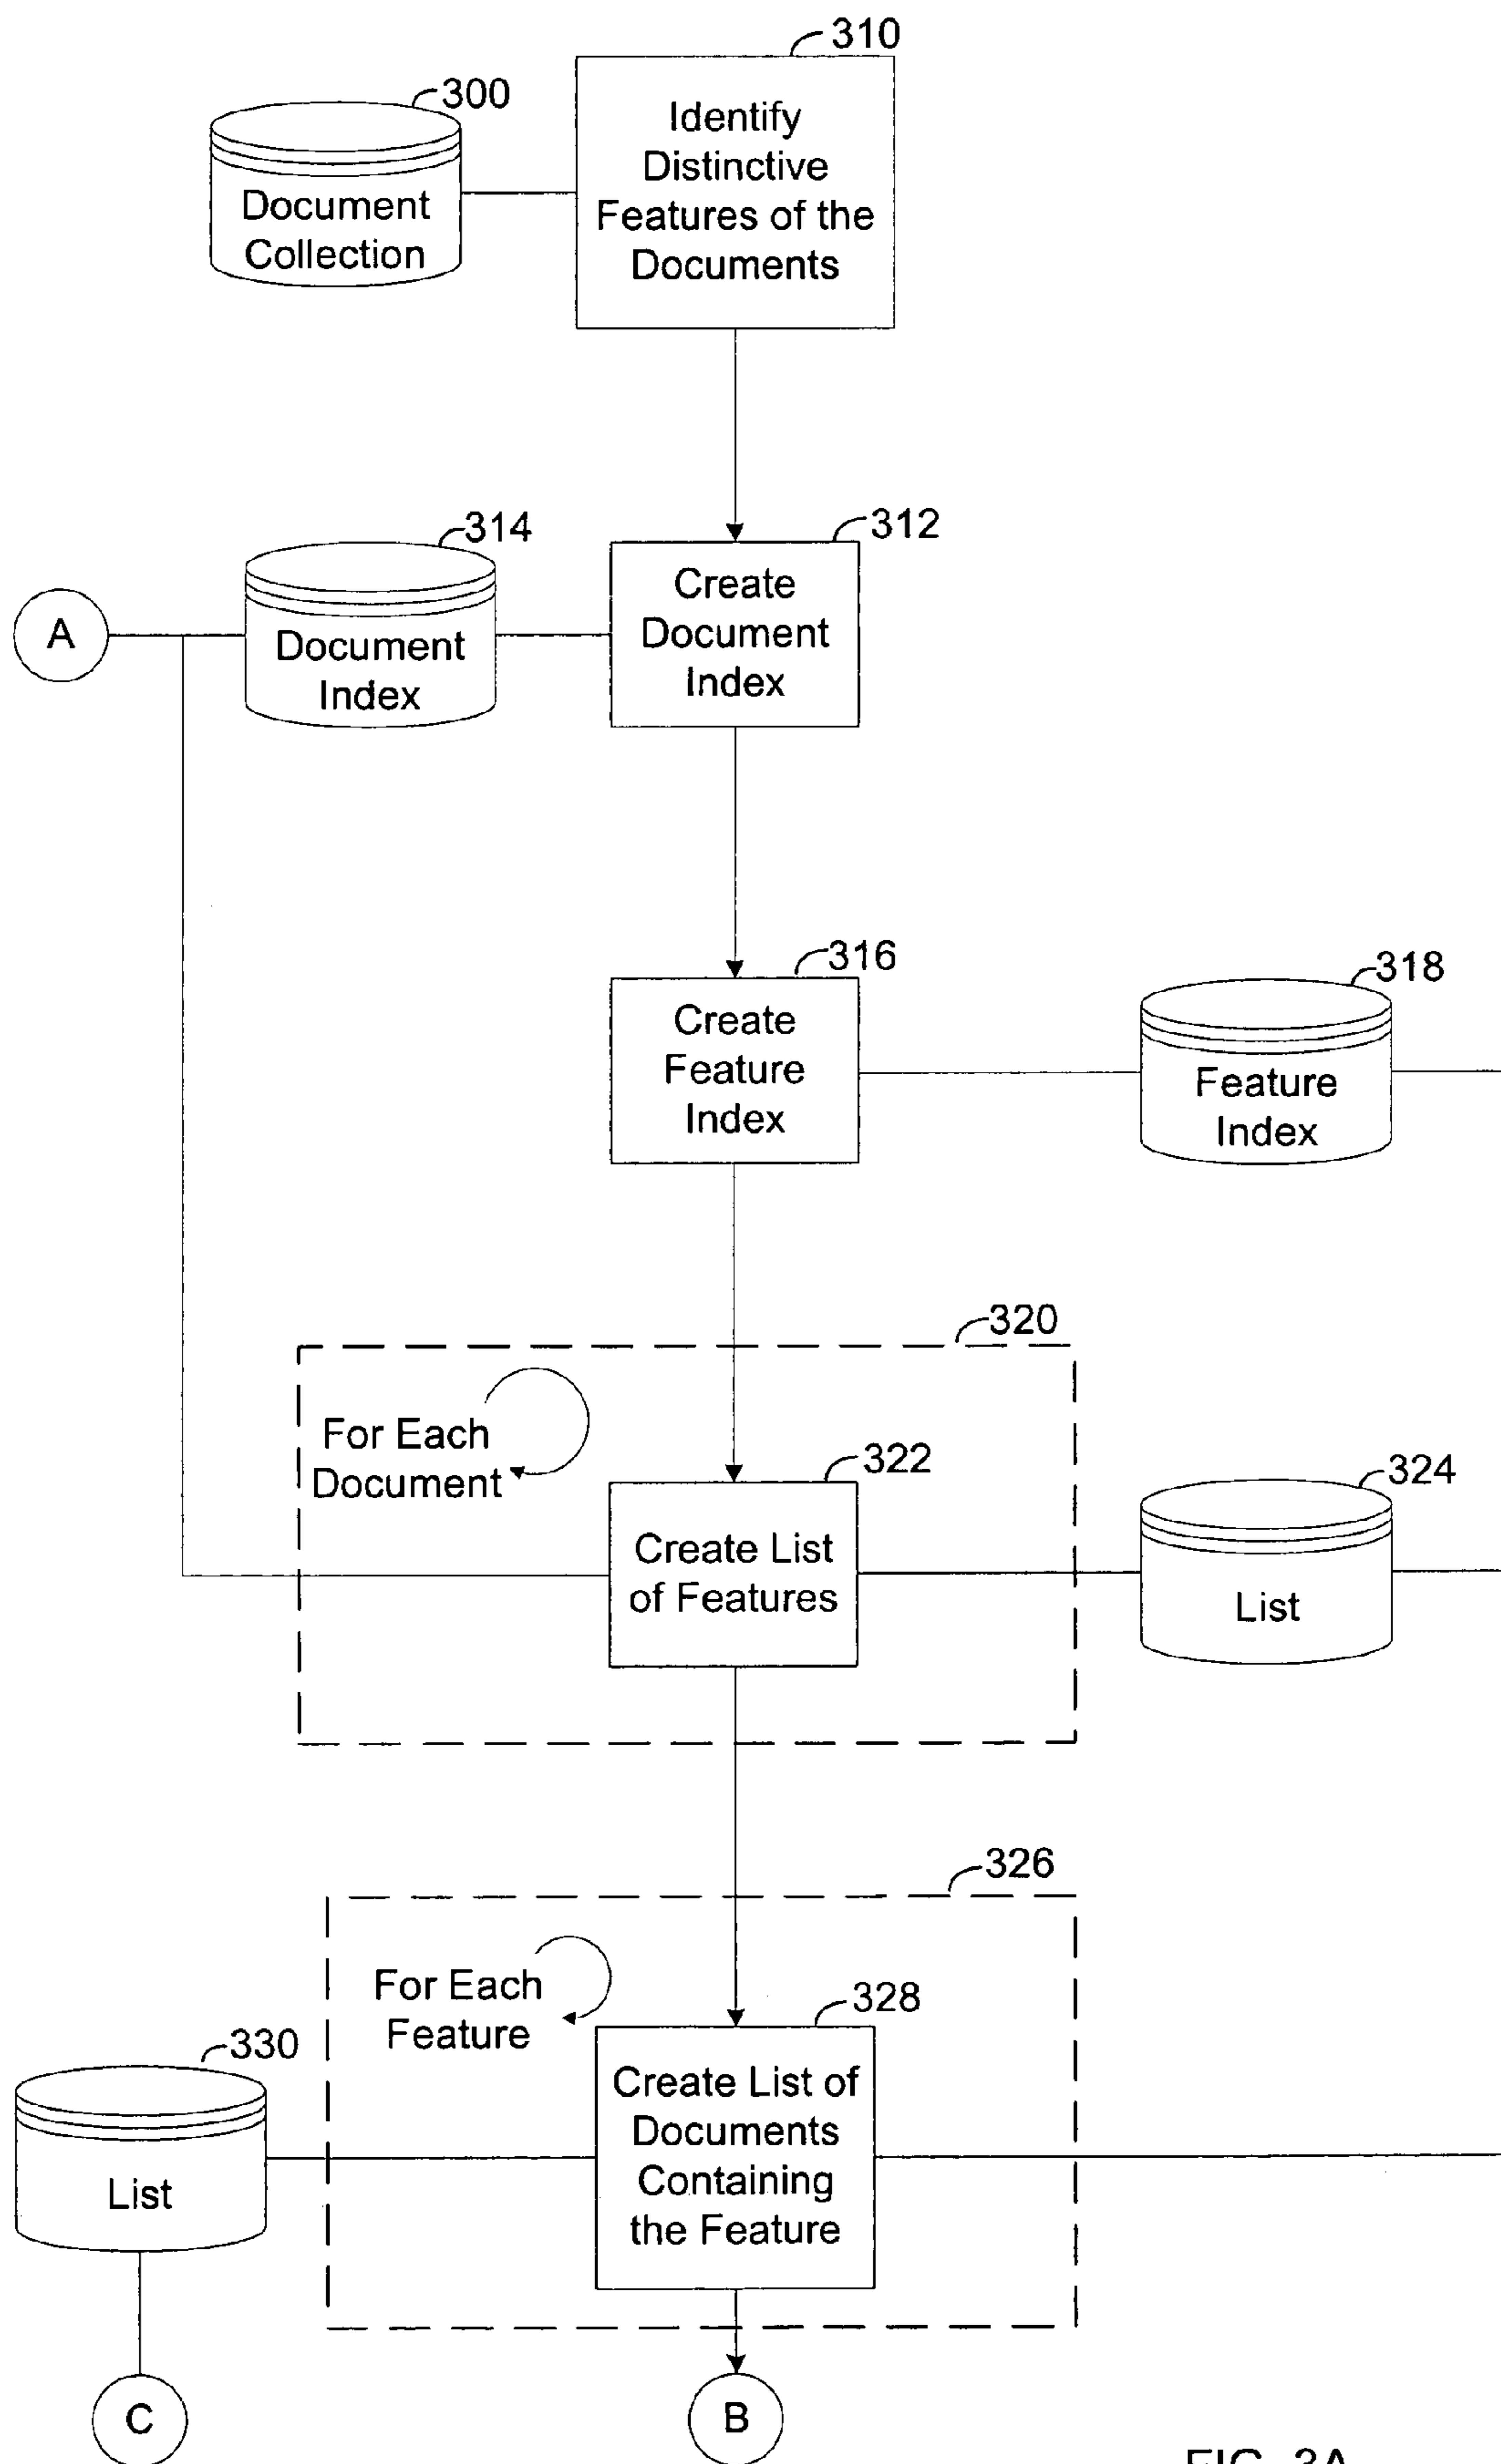 310
300
Identify
Distinctive
Features of the
Documents
Document
Collection
314
312
A
Document
Index
Create
Document
Index
316
318
Create
Feature
Index
Feature
Index
320
For Each
Document
322
324
Create List
of Features
List
326
For Each
Feature
328
330
Create List of
Documents
Containing
the Feature
List
C
B
FIG. 3A